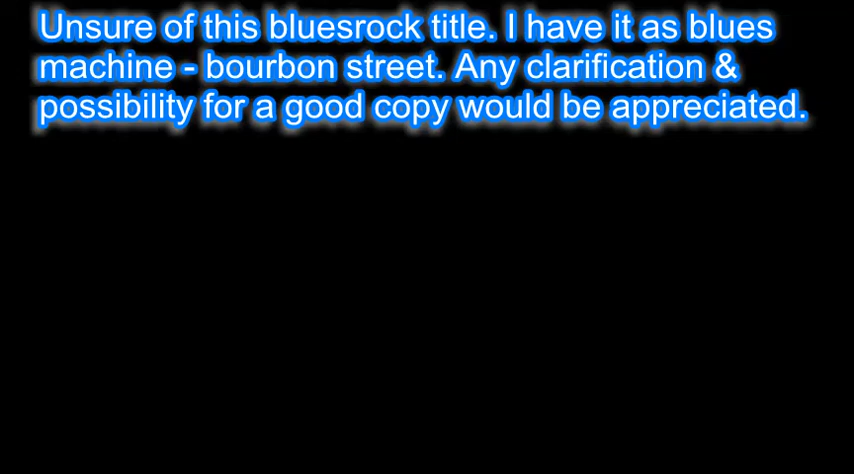 Unsure of this bluesrock title. I have it as blues
machine - bourbon street. Any clarification &
possibility for a good copy would be appreciated.